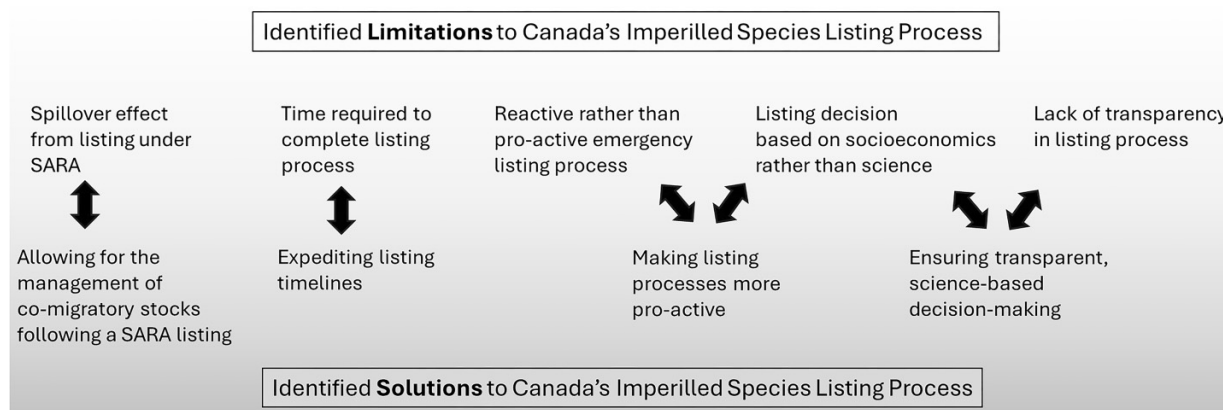 Identified Limitations to Canada's Imperilled Species Listing Process
Spillover effect
from listing under
SARA
Time required to
complete listing
process
Reactive rather than
pro-active emergency
listing process
Listing decision
based on socioeconomics
rather than science
Lack of transparency
in listing process
Allowing for the
management of
co-migratory stocks
following a SARA listing
Expediting listing
timelines
Making listing
processes more
pro-active
Ensuring transparent,
science-based
decision-making
Identified Solutions to Canada's Imperilled Species Listing Process